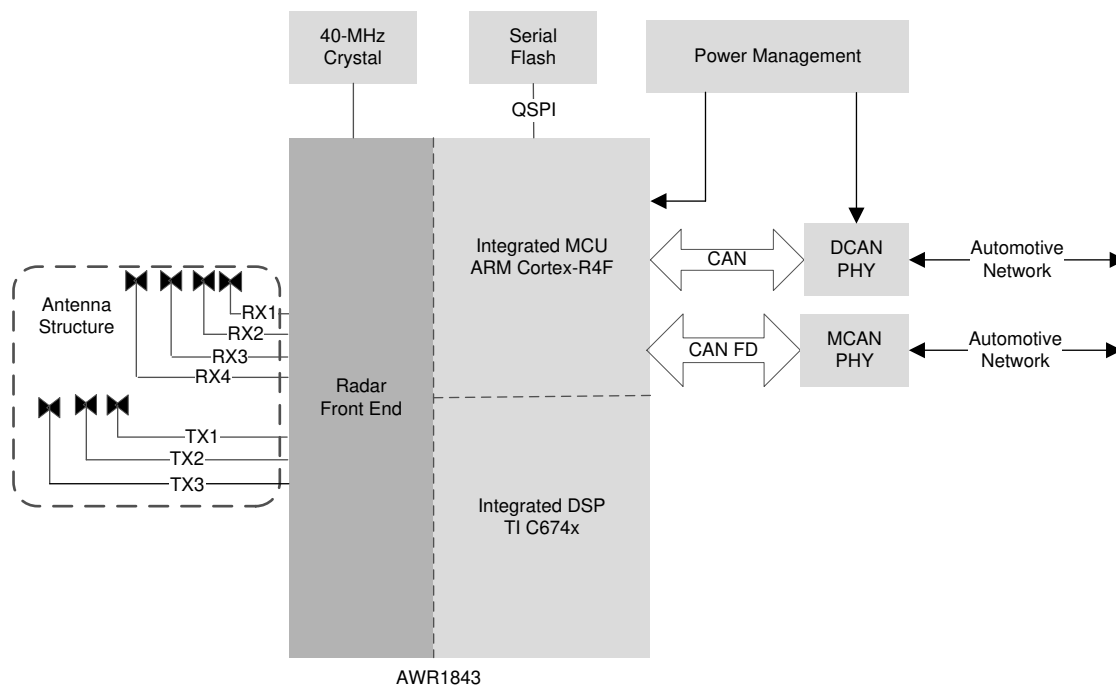 40-MHz
Crystal
Serial
Flash
Power Management
QSPI
Integrated MCU
ARM Cortex-R4F
CAN
DCAN
PHY
Automotive
Network
Antenna
Structure
RX1
RX2
RX3
RX4
CAN FD
MCAN
PHY
Automotive
Network
Radar
Front End
TX1
TX2
TX3
Integrated DSP
TI C674x
AWR1843